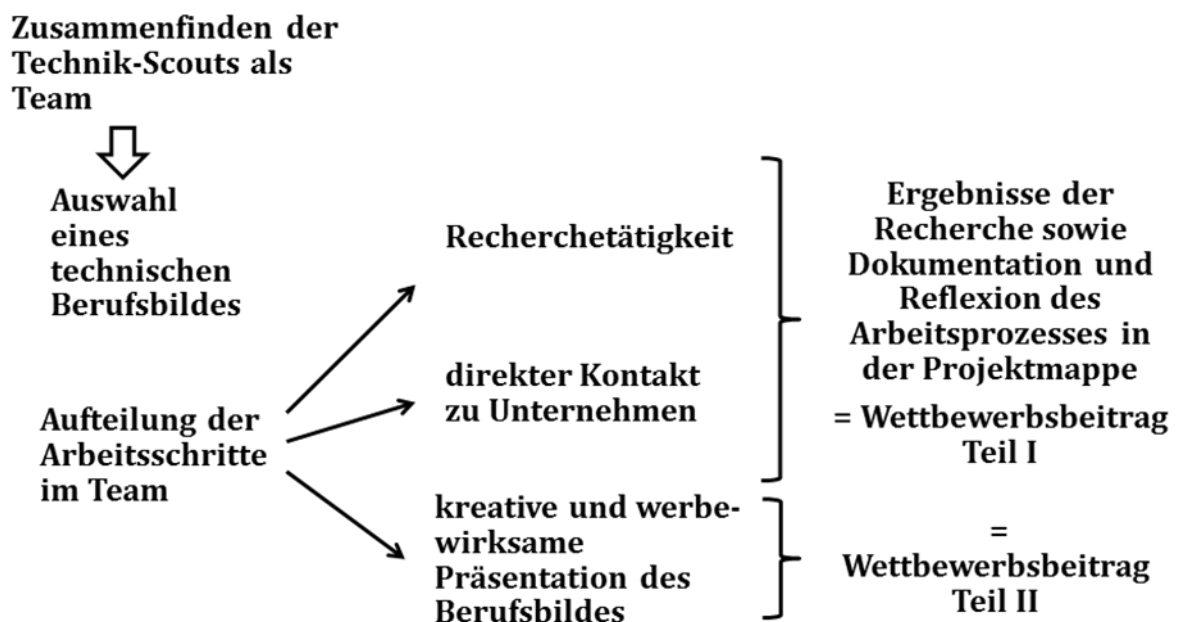 Zusammenfinden der
Technik-Scouts als
Team
Auswahl
eines
technischen
Berufsbildes
Aufteilung der
Arbeitsschritte
im Team
Recherchetätigkeit
direkter Kontakt
zu Unternehmen
kreative und werbe-
wirksame
Präsentation des
Berufsbildes
Ergebnisse der
Recherche sowie
Dokumentation und
Reflexion des
Arbeitsprozesses in
der Projektmappe
= Wettbewerbsbeitrag
Teil I
=
Wettbewerbsbeitrag
Teil II